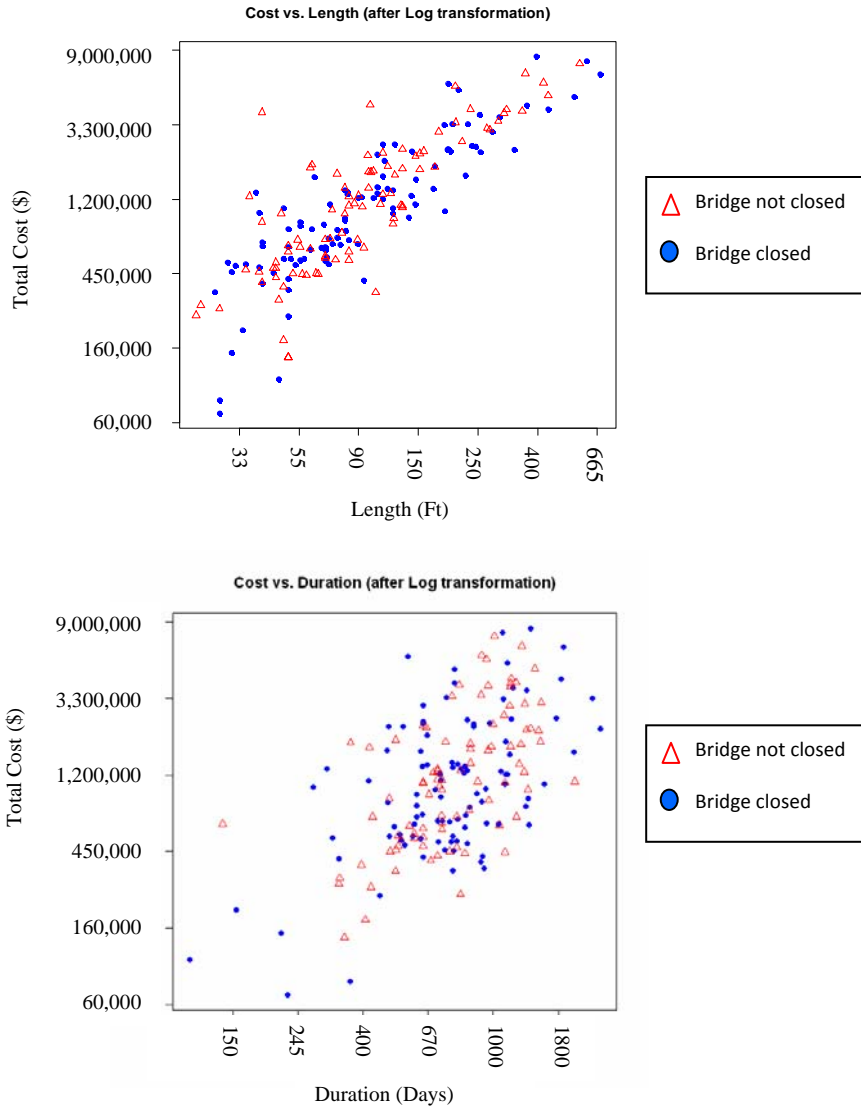 Cost vs. Length (after Log transformation)
9,000,000
3,300,000
1,200,000
450,000
160,000
60,000
Total Cost ($)
33
55
90
150
250
400
665
Length (Ft)
Bridge not closed
Bridge closed
Cost vs. Duration (after Log transformation)
9,000,000
3,300,000
1,200,000
450,000
160,000
60,000
Total Cost ($)
150
245
400
670
1000
1800
Duration (Days)
Bridge not closed
Bridge closed